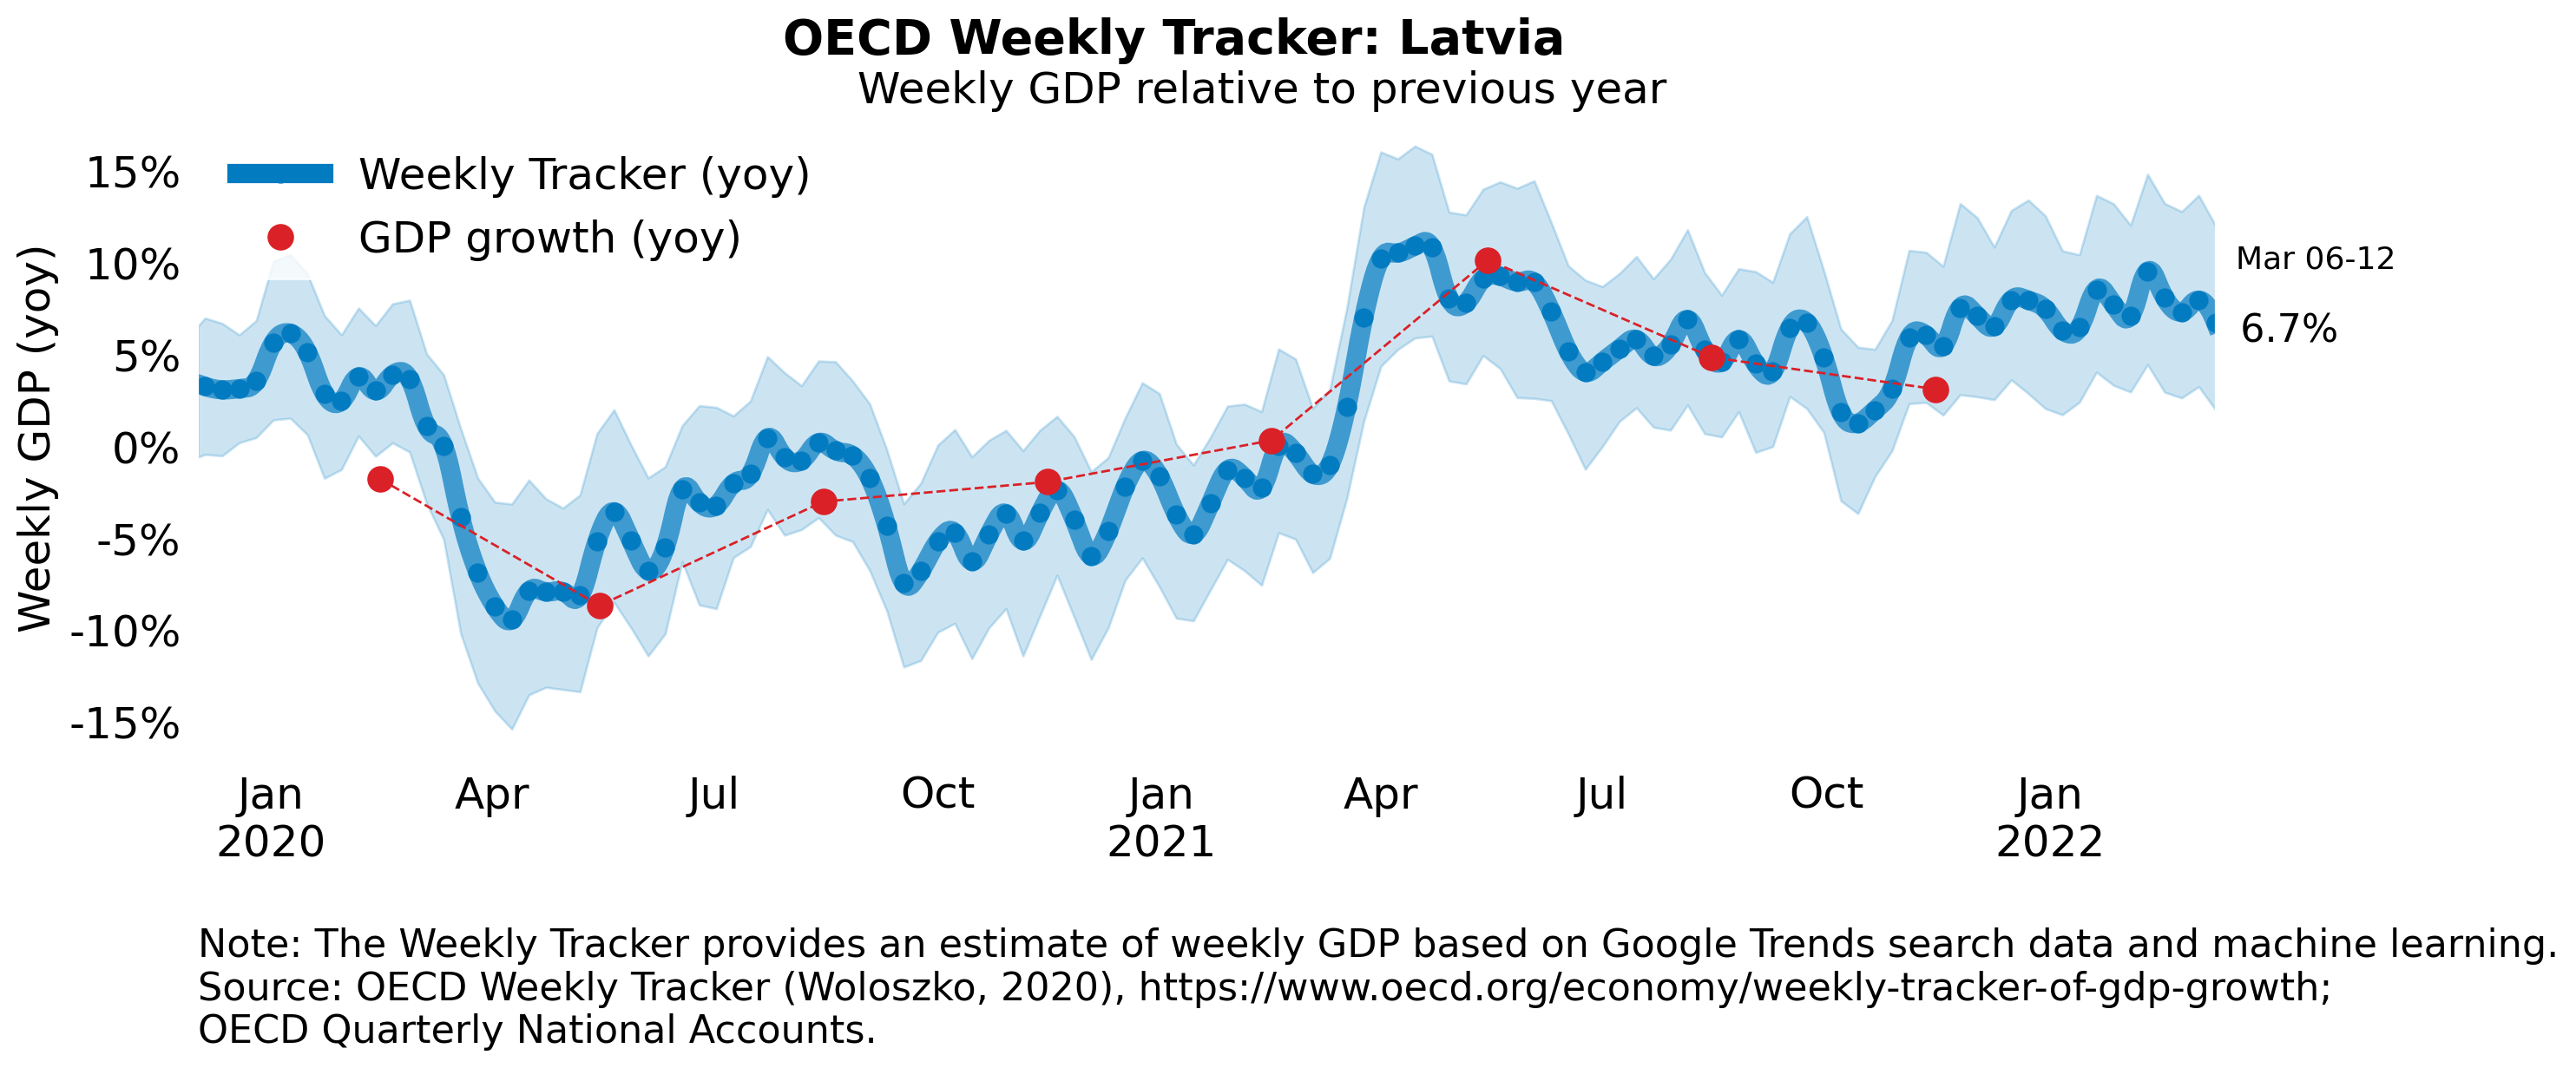 OECD Weekly Tracker: Latvia
Weekly GDP relative to previous year
Weekly Tracker (yoy)
GDP growth (yoy)
Weekly GDP (yoy)
15%
10%
5%
0%
-5%
-10%
-15%
Mar 06-12
6.7%
Jan Apr Jul Oct Jan Apr Jul Oct Jan
2020 2021 2022
Note: The Weekly Tracker provides an estimate of weekly GDP based on Google Trends search data and machine learning.
Source: OECD Weekly Tracker (Woloszko, 2020), https://www.oecd.org/economy/weekly-tracker-of-gdp-growth;
OECD Quarterly National Accounts.